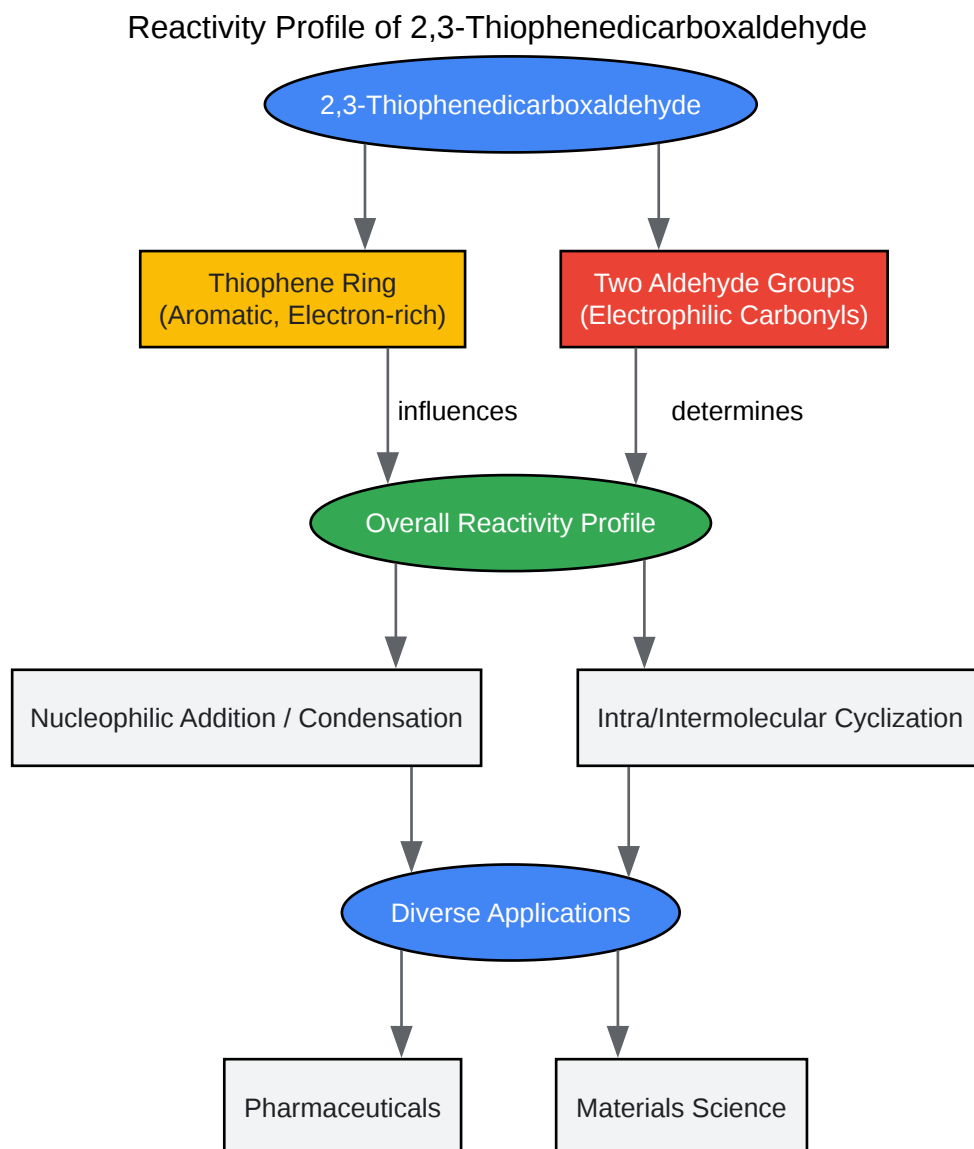 Reactivity Profile of 2,3-Thiophenedicarboxaldehyde
2,3-Thiophenedicarboxaldehyde
Thiophene Ring
(Aromatic, Electron-rich)
Two Aldehyde Groups
(Electrophilic Carbonyls)
influences
determines
Overall Reactivity Profile
Nucleophilic Addition / Condensation
Intra/Intermolecular Cyclization
Diverse Applications
Pharmaceuticals
Materials Science